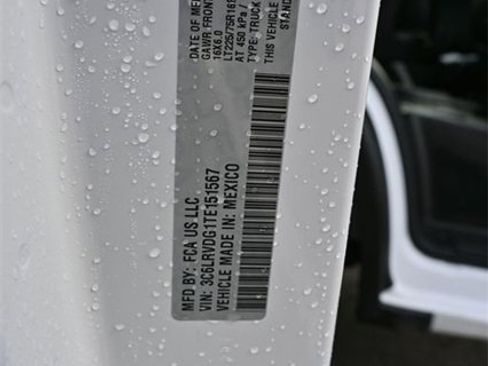 MFD BY: FCA US LLC
VIN: 3C6LRVDG1TE151567
VEHICLE MADE IN: MEXICO
DATE OF
GAWR FRONT
16X6.0
LT225/75R16
AT 450 kPa /
TYPE: TRUCK
THIS VEHICLE
STAND